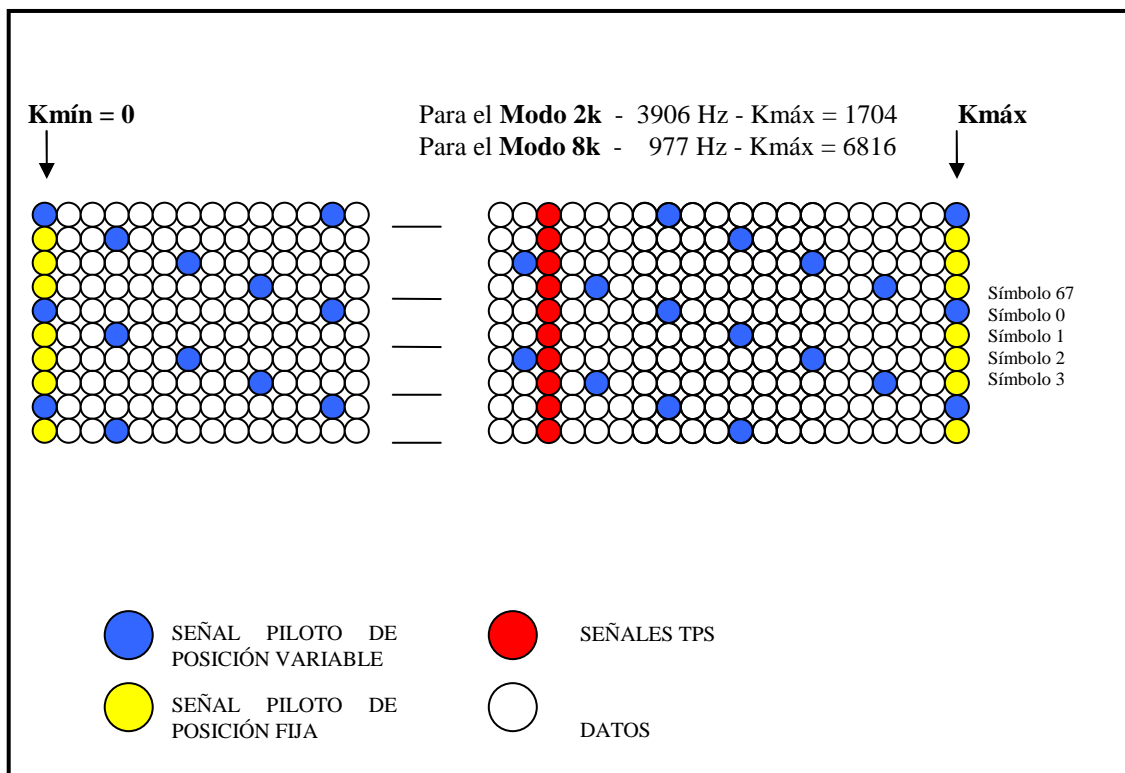 Kmín = 0
Para el Modo 2k - 3906 Hz - Kmáx = 1704
Kmáx
Para el Modo 8k - 977 Hz - Kmáx = 6816
Símbolo 67
Símbolo 0
Símbolo 1
Símbolo 2
Símbolo 3
SEÑAL PILOTO DE
POSICIÓN VARIABLE
SEÑALES TPS
SEÑAL PILOTO DE
POSICIÓN FIJA
DATOS